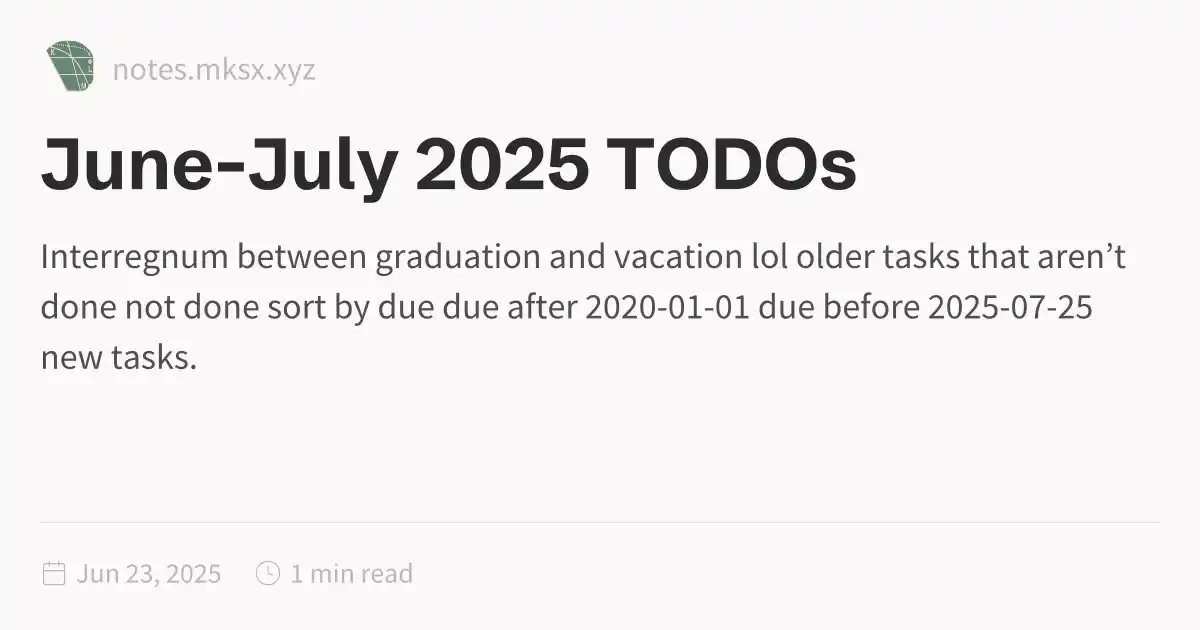 notes.mksx.xyz
June-July 2025 TODOs
Interregnum between graduation and vacation lol older tasks that aren’t
done not done sort by due due after 2020-01-01 due before 2025-07-25
new tasks.
Jun 23, 2025 1 min read